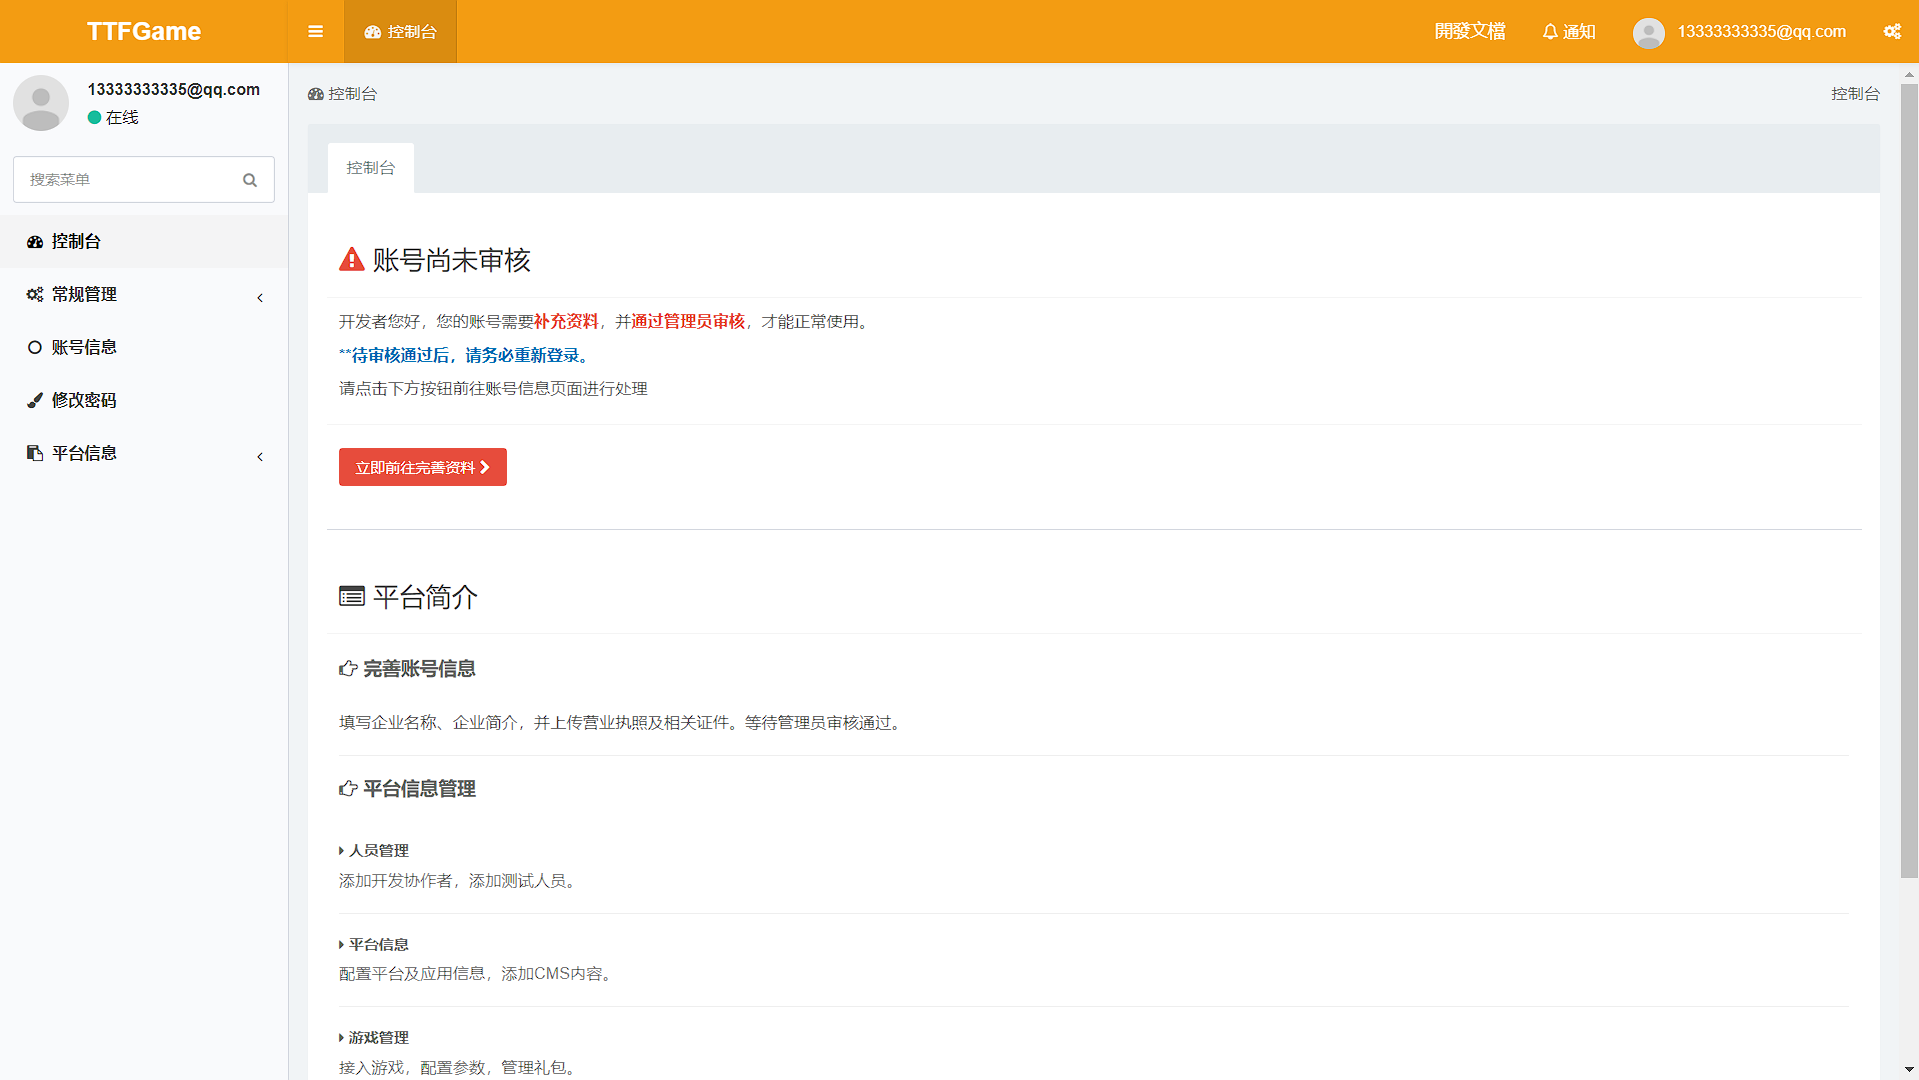 TTFGame
控制台
開發文檔
通知
13333333335@qq.com
13333333335@qq.com
在线
搜索菜单
控制台
常规管理
账号信息
修改密码
平台信息
控制台
控制台
控制台
账号尚未审核
开发者您好，您的账号需要补充资料，并通过管理员审核，才能正常使用。
**待审核通过后，请务必重新登录。
请点击下方按钮前往账号信息页面进行处理
立即前往完善资料
平台简介
完善账号信息
填写企业名称、企业简介，并上传营业执照及相关证件。等待管理员审核通过。
平台信息管理
人员管理
添加开发协作者，添加测试人员。
平台信息
配置平台及应用信息，添加CMS内容。
游戏管理
接入游戏，配置参数，管理礼包。